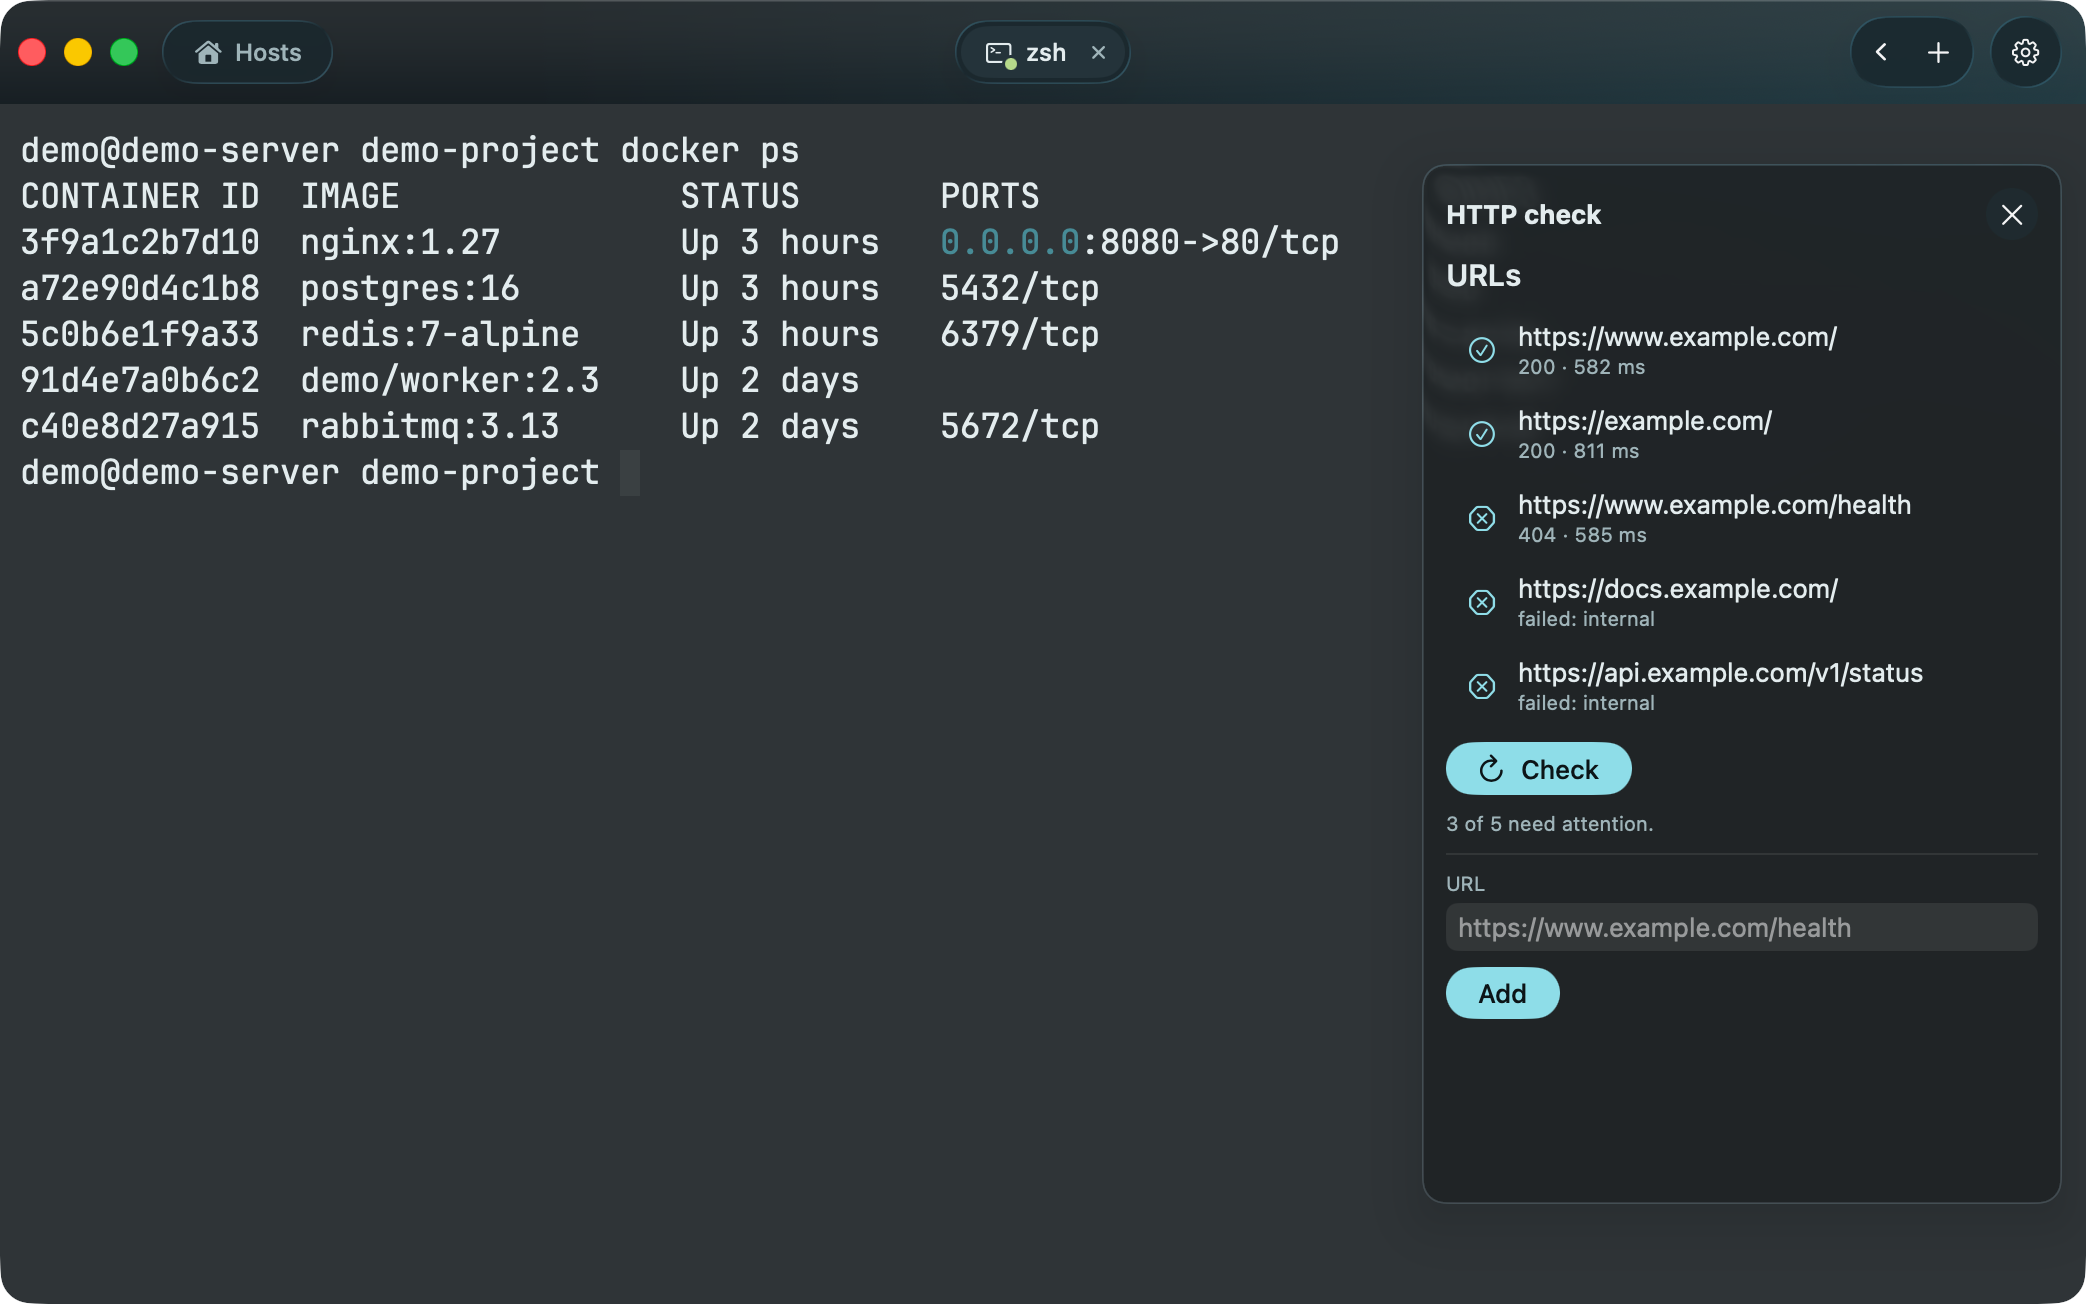 Hosts
zsh
demo@demo-server demo-project docker ps
CONTAINER ID  IMAGE              STATUS       PORTS
3f9a1c2b7d10  nginx:1.27         Up 3 hours   0.0.0.0:8080->80/tcp
a72e90d4c1b8  postgres:16        Up 3 hours   5432/tcp
5c0b6e1f9a33  redis:7-alpine     Up 3 hours   6379/tcp
91d4e7a0b6c2  demo/worker:2.3    Up 2 days
c40e8d27a915  rabbitmq:3.13      Up 2 days    5672/tcp
demo@demo-server demo-project
HTTP check
URLs
https://www.example.com/
200 · 582 ms
https://example.com/
200 · 811 ms
https://www.example.com/health
404 · 585 ms
https://docs.example.com/
failed: internal
https://api.example.com/v1/status
failed: internal
Check
3 of 5 need attention.
URL
https://www.example.com/health
Add